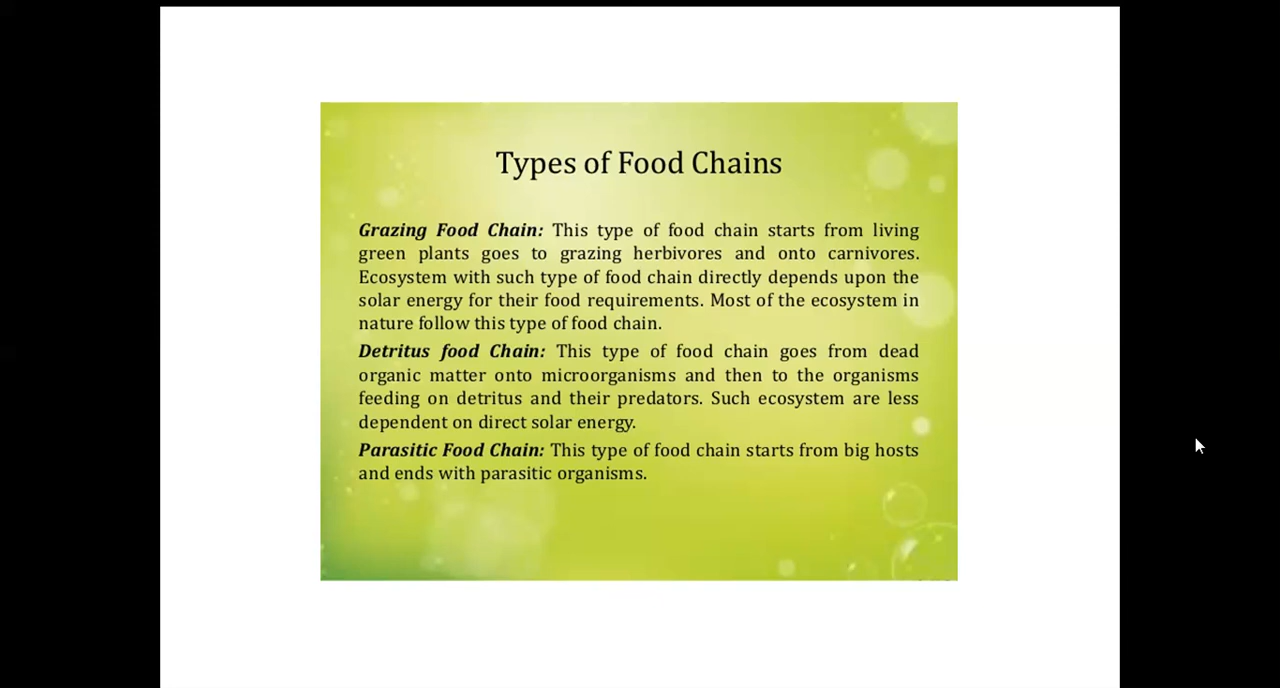 Types of Food Chains
Grazing Food Chain: This type of food chain starts from living
green plants goes to grazing herbivores and onto carnivores.
Ecosystem with such type of food chain directly depends upon the
solar energy for their food requirements. Most of the ecosystem in
nature follow this type of food chain.
Detritus food Chain: This type of food chain goes from dead
organic matter onto microorganisms and then to the organisms
feeding on detritus and their predators. Such ecosystem are less
dependent on direct solar energy.
Parasitic Food Chain: This type of food chain starts from big hosts
and ends with parasitic organisms.